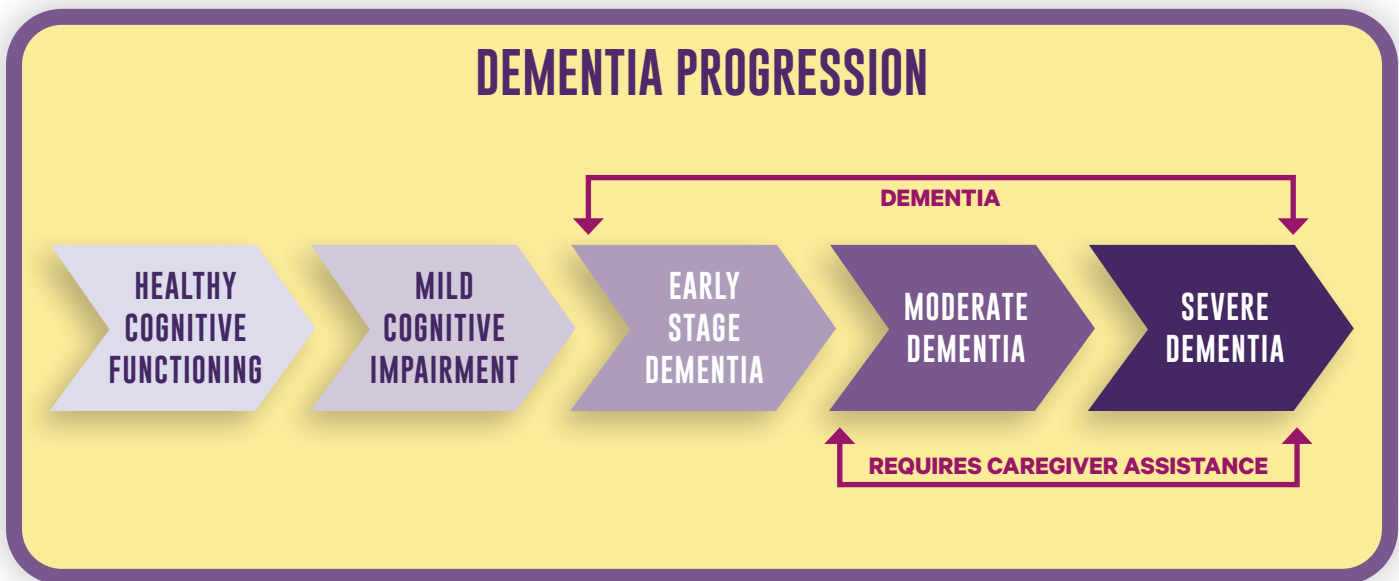 DEMENTIA PROGRESSION
DEMENTIA
HEALTHY
COGNITIVE
FUNCTIONING
MILD
COGNITIVE
IMPAIRMENT
EARLY
STAGE
DEMENTIA
MODERATE
DEMENTIA
SEVERE
DEMENTIA
REQUIRES CAREGIVER ASSISTANCE